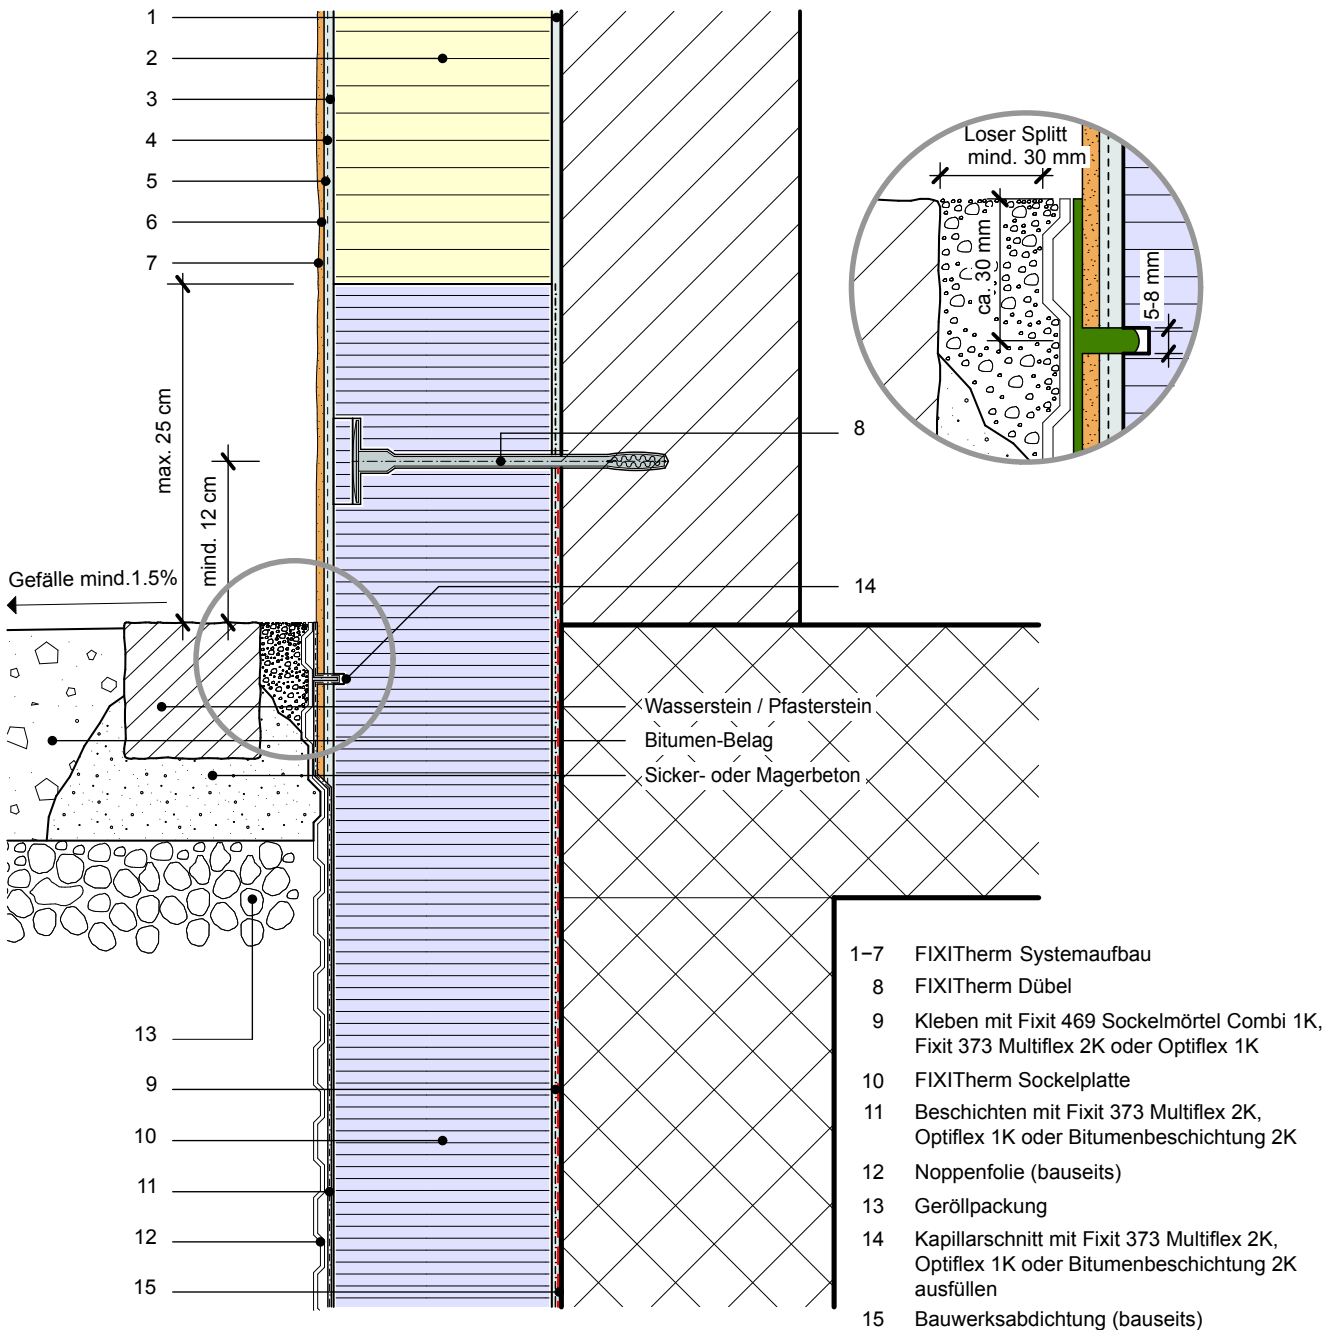 1
2
3
4
5
6
7
max. 25 cm
mind. 12 cm
Gefälle mind.1.5%
Loser Splitt
mind. 30 mm
ca. 30 mm
5-8 mm
8
14
Wasserstein / Pfasterstein
Bitumen-Belag
Sicker- oder Magerbeton
13
9
10
11
12
15
1–7 FIXITherm Systemaufbau
8 FIXITherm Dübel
9 Kleben mit Fixit 469 Sockelmörtel Combi 1K,
Fixit 373 Multiflex 2K oder Optiflex 1K
10 FIXITherm Sockelplatte
11 Beschichten mit Fixit 373 Multiflex 2K,
Optiflex 1K oder Bitumenbeschichtung 2K
12 Noppenfolie (bauseits)
13 Geröllpackung
14 Kapillarschnitt mit Fixit 373 Multiflex 2K,
Optiflex 1K oder Bitumenbeschichtung 2K
ausfüllen
15 Bauwerksabdichtung (bauseits)